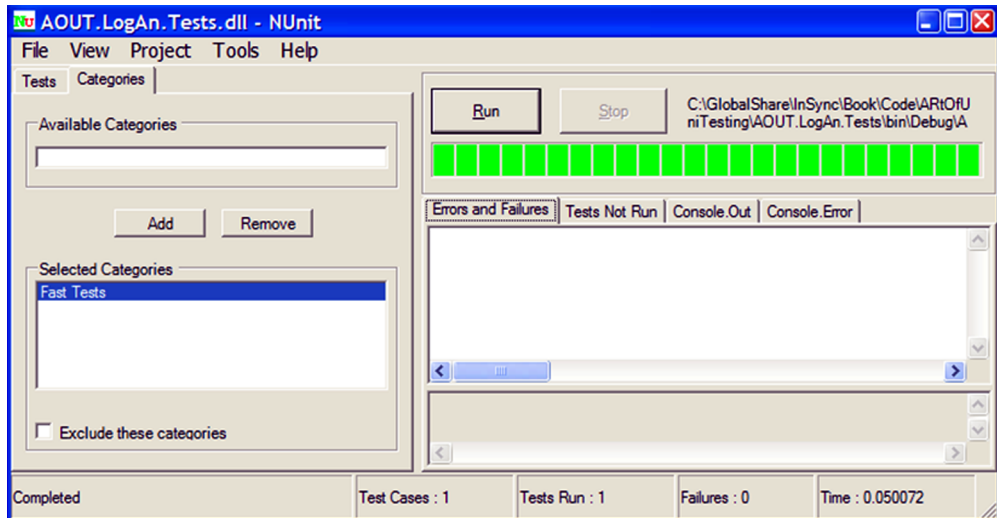 Nu AOUT.LogAn.Tests.dll - NUnit
File View Project Tools Help
Tests Categories
Available Categories
Add Remove
Selected Categories
Fast Tests
Exclude these categories
Run Stop
C:\GlobalShare\InSync\Book\Code\ARtOfU
niTesting\AOUT.LogAn.Tests\bin\Debug\A
Errors and Failures Tests Not Run Console.Out Console.Error
Completed Test Cases : 1 Tests Run : 1 Failures : 0 Time : 0.050072